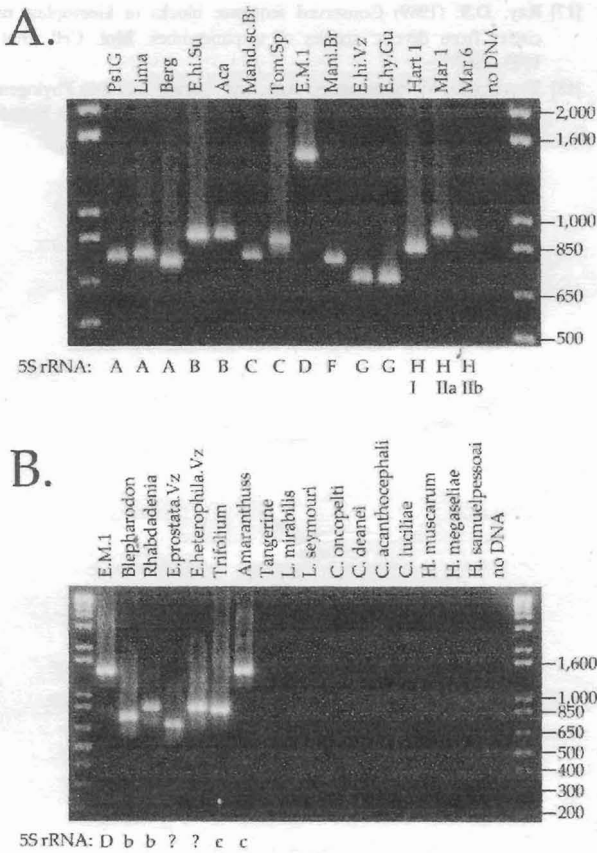 A.
Ps1G
Lima
Berg
E.hi.Su
Aca
Mand.sc.Br
Tom.Sp
E.M.1
Mani.Br
E.hi.Vz
E.hy.Gu
Hart 1
Mar 1
Mar 6
no DNA
2,000
1,600
1,000
850
650
500
5S rRNA: A A A B B C C D F G G H H H
I IIa IIb
B.
E.M.1
Blepharodon
Rhabdadenia
E.prostata.Vz
E.heterophila.Vz
Trifolium
Amaranthuss
Tangerine
L. mirabilis
L. seymouri
C. oncopelti
C. deanei
C. acanthocephali
C. luciliae
H. muscarum
H. megaseliae
H. samuelpessoai
no DNA
1,600
1,000
850
650
500
400
300
200
5S rRNA: D b b ? ? c c